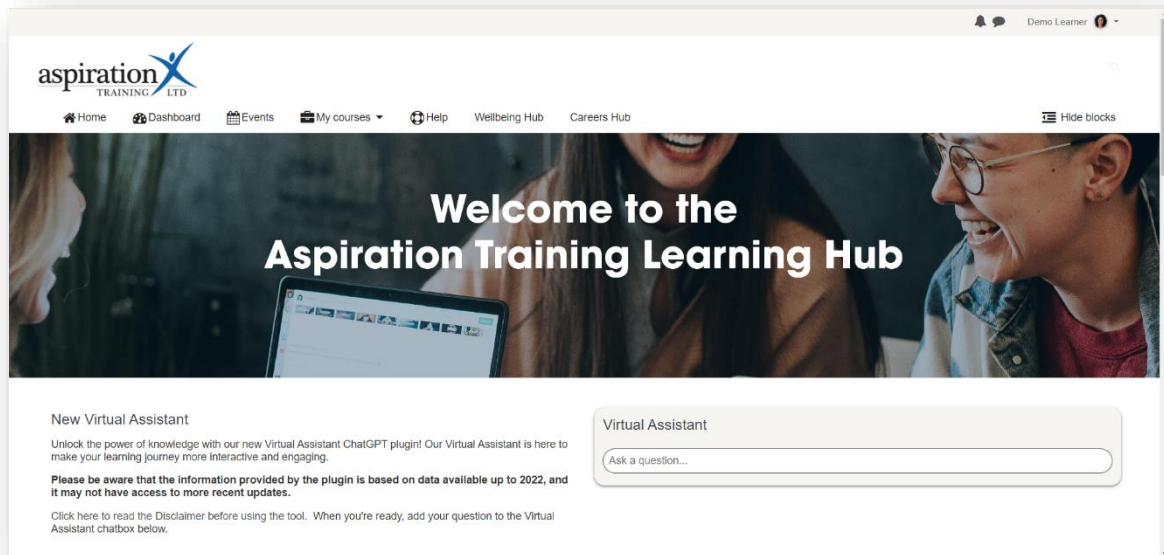 Demo Learner
aspiration
TRAINING LTD
Home Dashboard Events My courses Help Wellbeing Hub Careers Hub Hide blocks
Welcome to the
Aspiration Training Learning Hub
New Virtual Assistant
Unlock the power of knowledge with our new Virtual Assistant ChatGPT plugin! Our Virtual Assistant is here to
make your learning journey more interactive and engaging.
Please be aware that the information provided by the plugin is based on data available up to 2022, and
it may not have access to more recent updates.
Click here to read the Disclaimer before using the tool. When you're ready, add your question to the Virtual
Assistant chatbox below.
Virtual Assistant
Ask a question...